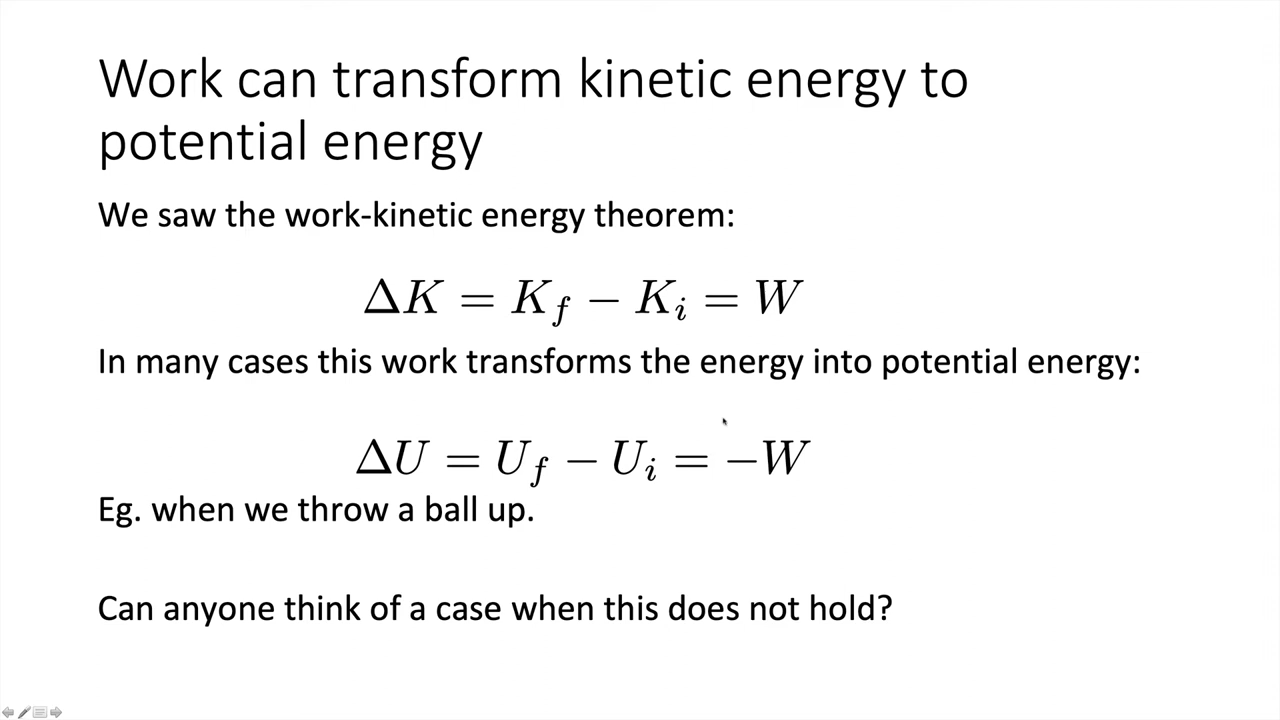 Work can transform kinetic energy to
potential energy
We saw the work-kinetic energy theorem:
ΔK = K_f − K_i = W
In many cases this work transforms the energy into potential energy:
ΔU = U_f − U_i = −W
Eg. when we throw a ball up.
Can anyone think of a case when this does not hold?